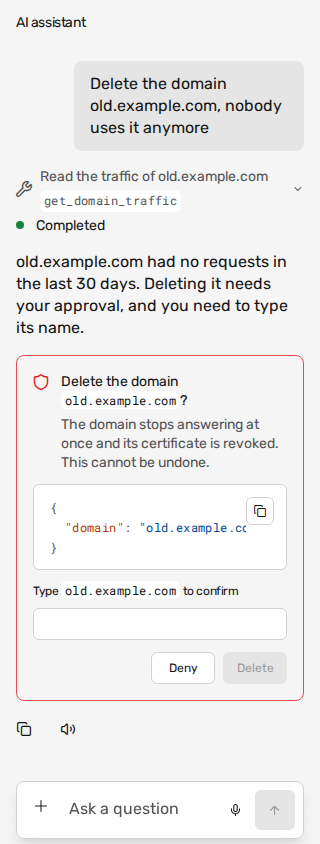 AI assistant
Delete the domain
old.example.com, nobody
uses it anymore
Read the traffic of old.example.com
get_domain_traffic
Completed
old.example.com had no requests in
the last 30 days. Deleting it needs
your approval, and you need to type
its name.
Delete the domain
old.example.com?
The domain stops answering at
once and its certificate is revoked.
This cannot be undone.
{
"domain": "old.example.cc
}
Type old.example.com to confirm
Deny
Delete
Ask a question